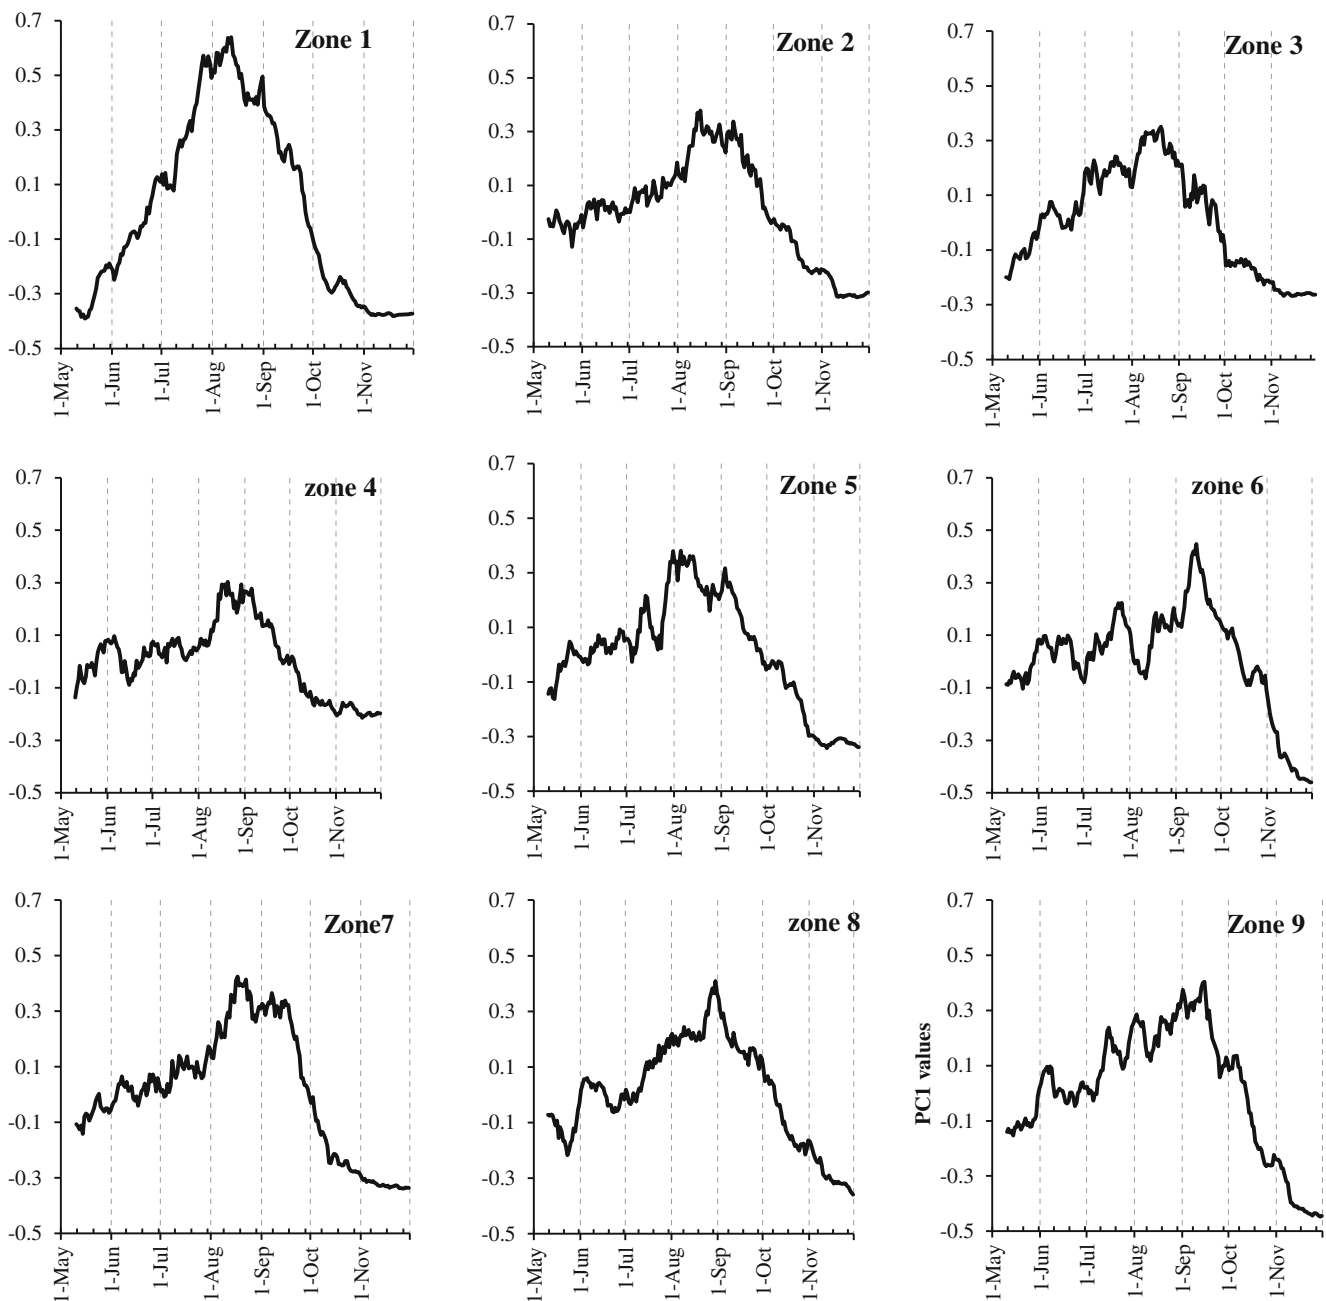 Zone 1
0.7
0.5
0.3
0.1
-0.1
-0.3
-0.5
1-May
1-Jun
1-Jul
1-Aug
1-Sep
1-Oct
1-Nov
Zone 2
0.7
0.5
0.3
0.1
-0.1
-0.3
-0.5
1-May
1-Jun
1-Jul
1-Aug
1-Sep
1-Oct
1-Nov
Zone 3
0.7
0.5
0.3
0.1
-0.1
-0.3
-0.5
1-May
1-Jun
1-Jul
1-Aug
1-Sep
1-Oct
1-Nov
zone 4
0.7
0.5
0.3
0.1
-0.1
-0.3
-0.5
1-May
1-Jun
1-Jul
1-Aug
1-Sep
1-Oct
1-Nov
Zone 5
0.7
0.5
0.3
0.1
-0.1
-0.3
-0.5
1-May
1-Jun
1-Jul
1-Aug
1-Sep
1-Oct
1-Nov
zone 6
0.7
0.5
0.3
0.1
-0.1
-0.3
-0.5
1-May
1-Jun
1-Jul
1-Aug
1-Sep
1-Oct
1-Nov
Zone7
0.7
0.5
0.3
0.1
-0.1
-0.3
-0.5
1-May
1-Jun
1-Jul
1-Aug
1-Sep
1-Oct
1-Nov
zone 8
0.7
0.5
0.3
0.1
-0.1
-0.3
-0.5
1-May
1-Jun
1-Jul
1-Aug
1-Sep
1-Oct
1-Nov
Zone 9
PC1 values
0.7
0.5
0.3
0.1
-0.1
-0.3
-0.5
1-May
1-Jun
1-Jul
1-Aug
1-Sep
1-Oct
1-Nov